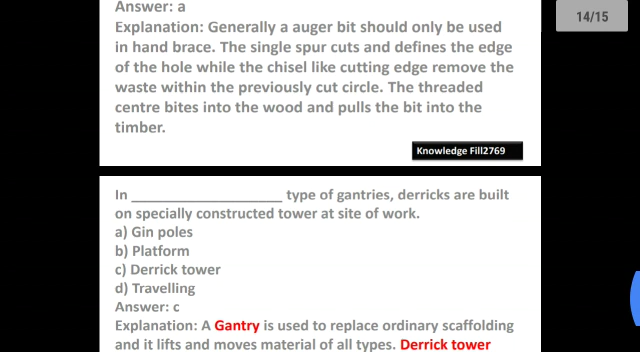 Answer: a
14/15
Explanation: Generally a auger bit should only be used
in hand brace. The single spur cuts and defines the edge
of the hole while the chisel like cutting edge remove the
waste within the previously cut circle. The threaded
centre bites into the wood and pulls the bit into the
timber.
Knowledge Fill2769
In ____________________ type of gantries, derricks are built
on specially constructed tower at site of work.
a) Gin poles
b) Platform
c) Derrick tower
d) Travelling
Answer: c
Explanation: A Gantry is used to replace ordinary scaffolding
and it lifts and moves material of all types. Derrick tower